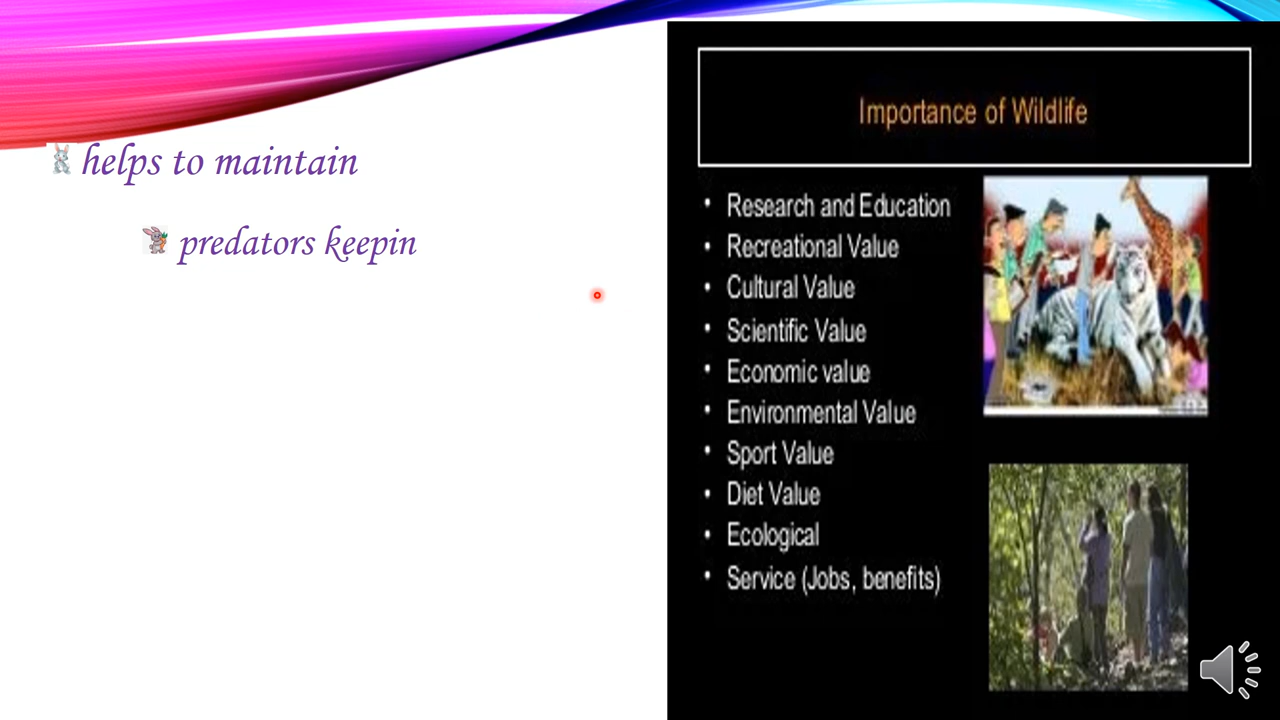 helps to maintain
predators keepin
Importance of Wildlife
• Research and Education
• Recreational Value
• Cultural Value
• Scientific Value
• Economic value
• Environmental Value
• Sport Value
• Diet Value
• Ecological
• Service (Jobs, benefits)